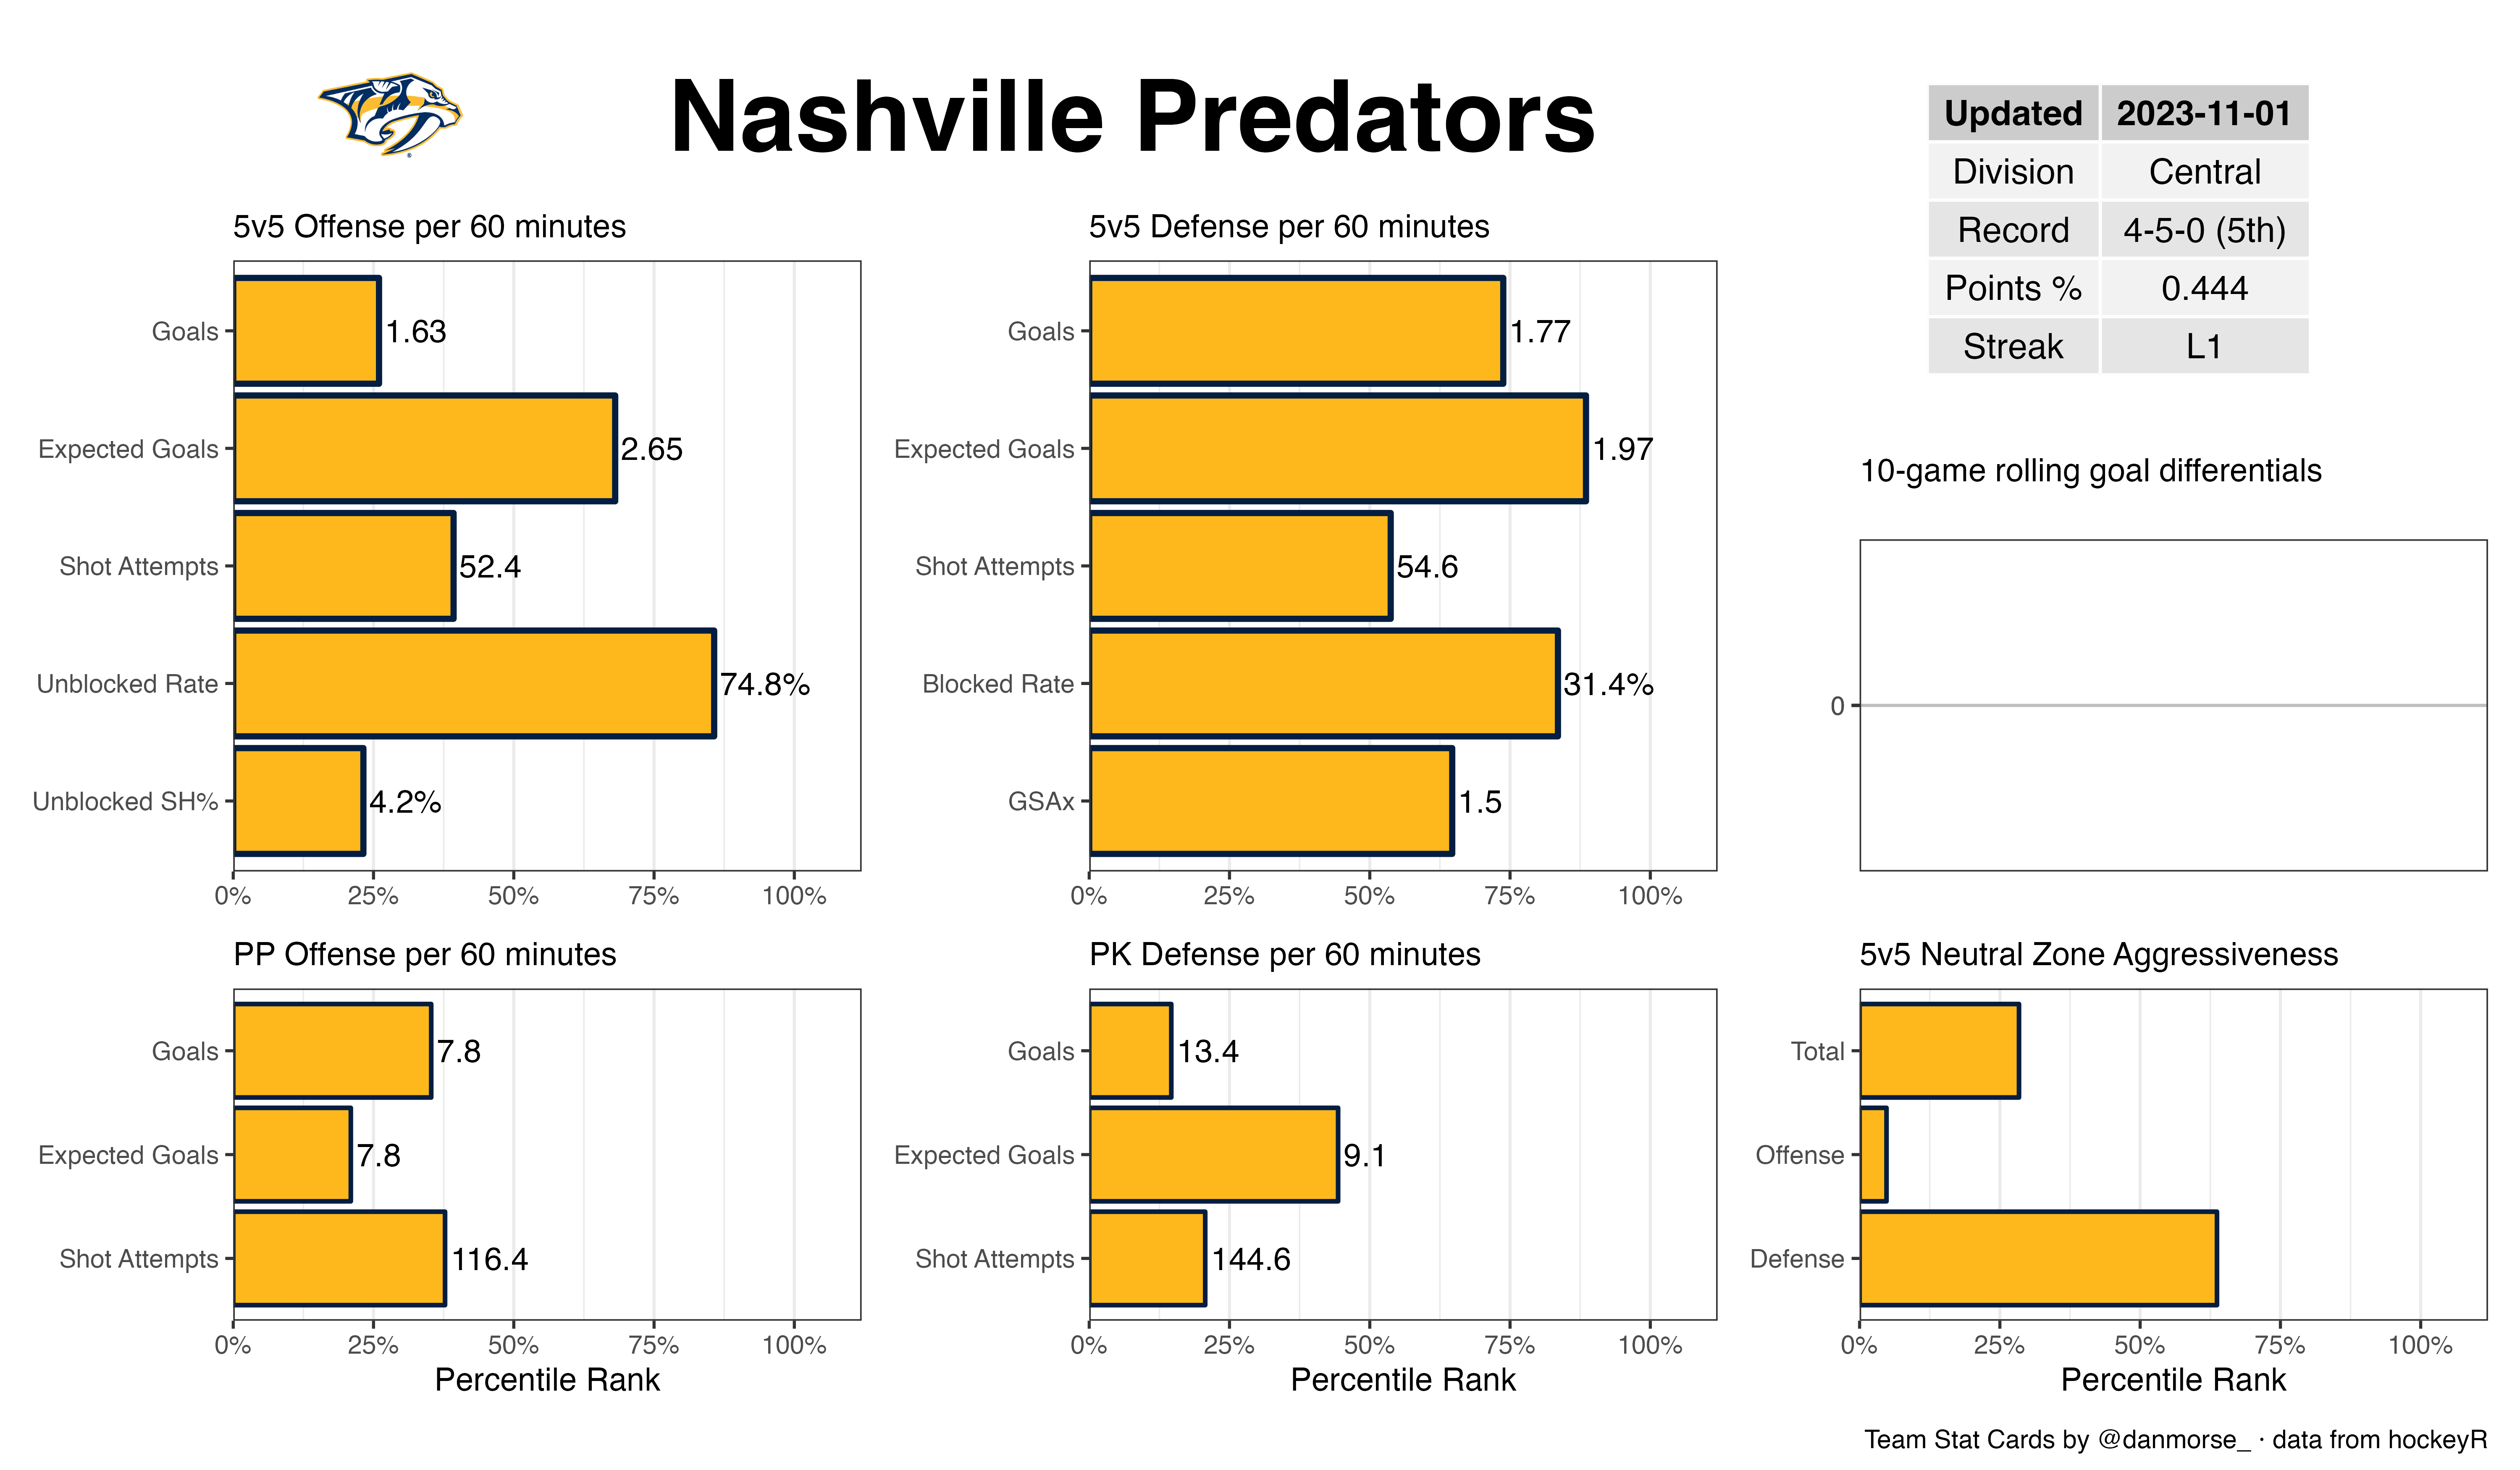 Nashville Predators
Updated 2023-11-01
Division Central
Record 4-5-0 (5th)
Points % 0.444
Streak L1
5v5 Offense per 60 minutes
Goals 1.63
Expected Goals 2.65
Shot Attempts 52.4
Unblocked Rate 74.8%
Unblocked SH% 4.2%
0% 25% 50% 75% 100%
5v5 Defense per 60 minutes
Goals 1.77
Expected Goals 1.97
Shot Attempts 54.6
Blocked Rate 31.4%
GSAx 1.5
0% 25% 50% 75% 100%
10-game rolling goal differentials
0
PP Offense per 60 minutes
Goals 7.8
Expected Goals 7.8
Shot Attempts 116.4
0% 25% 50% 75% 100%
Percentile Rank
PK Defense per 60 minutes
Goals 13.4
Expected Goals 9.1
Shot Attempts 144.6
0% 25% 50% 75% 100%
Percentile Rank
5v5 Neutral Zone Aggressiveness
Total
Offense
Defense
0% 25% 50% 75% 100%
Percentile Rank
Team Stat Cards by @danmorse_ · data from hockeyR